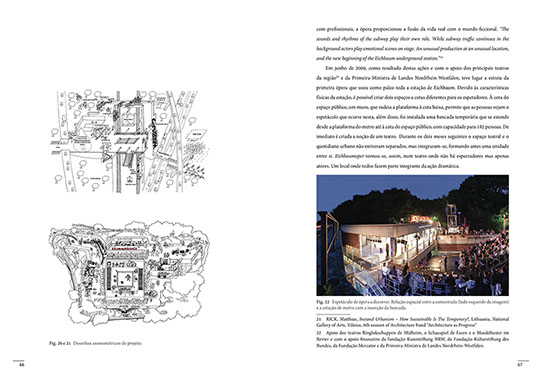 Fig. 20 e 21 Desenhos axonométricos do projeto.
66
com profissionais, a ópera proporcionou a fusão da vida real com o mundo ficcional. "The
sounds and rhythms of the subway play their own role. While subway traffic continues in the
background actors play emotional scenes on stage. An unusual production at an unusual location,
and the new beginning of the Eichbaum underground station."
Em junho de 2009, como resultado destas ações e com o apoio dos principais teatros
da região e da Primeira-Ministra de Landes Nordrhein-Westfalen, teve lugar a estreia da
primeira ópera que usou como palco toda a estação de Eichbaum. Devido às características
físicas da estação, é possível criar dois espaços a cotas diferentes para os espetadores. À cota do
espaço público, um muro, que rodeia a plataforma à cota baixa, permite que as pessoas vejam o
espetáculo que ocorre nesta, além disso, foi instalada uma bancada temporária que se estende
desde a plataforma do metro até à cota do espaço público, com capacidade para 192 pessoas. De
imediato é criada a noção de um teatro. Durante os dois meses seguintes o espaço teatral e o
quotidiano urbano não estiveram separados, mas integraram-se, formando antes uma unidade
entre si. Eichbaumoper tornou-se, assim, num teatro onde não há espectadores mas apenas
atores. Um local onde todos fazem parte integrante da ação dramática.
Fig. 22 Espetáculo de ópera a decorrer. Relação espacial entre a autoestrada (lado esquerdo da imagem)
e a estação de metro com a inserção da bancada.
21 RICK, Matthias, Instand Urbanism – How Sustainable Is The Temporary?, Lithuania, National
Gallery of Arts, Vilnius, 6th session of Architecture Fund "Architecture as Progress"
22 Apoio dos teatros Ringlokschuppen de Mülheim, o Schauspiel de Essen e o Musiktheater im
Revier e com o apoio financeiro da fundação Kunststiftung NRW, da Fundação Kulturstiftung des
Bundes, da Fundação Mercator e da Primeira-Ministra de Landes Nordrhein-Westfalen.
67